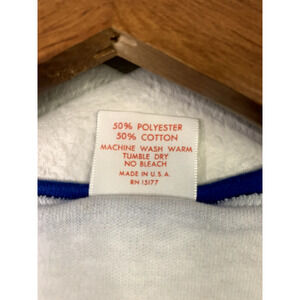 50% POLYESTER
50% COTTON
MACHINE WASH WARM
TUMBLE DRY
NO BLEACH
MADE IN U.S.A.
RN 15177